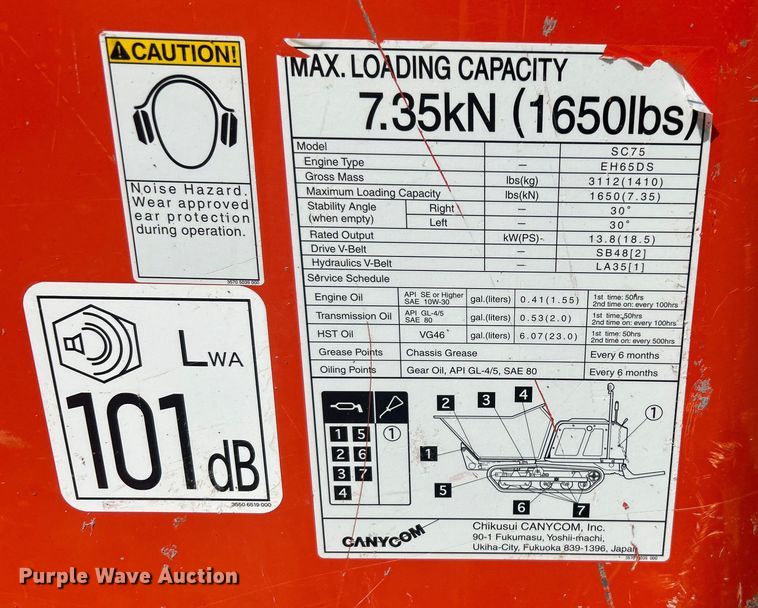 CAUTION!
Noise Hazard.
Wear approved
ear protection
during operation.
3570 5028 000
LWA
101 dB
3550 6519 000
MAX. LOADING CAPACITY
7.35kN (1650lbs)
Model SC75
Engine Type — EH65DS
Gross Mass lbs(kg) 3112(1410)
Maximum Loading Capacity lbs(kN) 1650(7.35)
Stability Angle (when empty) Right — 30°
Left — 30°
Rated Output kW(PS) 13.8(18.5)
Drive V-Belt — SB48[2]
Hydraulics V-Belt — LA35[1]
Service Schedule
Engine Oil API SE or Higher SAE 10W-30 gal.(liters) 0.41(1.55) 1st time: 50hrs 2nd time on: every 100hrs
Transmission Oil API GL-4/5 SAE 80 gal.(liters) 0.53(2.0) 1st time: 50hrs 2nd time on: every 100hrs
HST Oil VG46 gal.(liters) 6.07(23.0) 1st time: 50hrs 2nd time on: every 500hrs
Grease Points Chassis Grease Every 6 months
Oiling Points Gear Oil, API GL-4/5, SAE 80 Every 6 months
1 5 ①
2 6
3 7
4
2 3 4 ①
1
5
6 7
CANYCOM
Chikusui CANYCOM, Inc.
90-1 Fukumasu, Yoshii-machi,
Ukiha-City, Fukuoka 839-1396, Japan
Purple Wave Auction